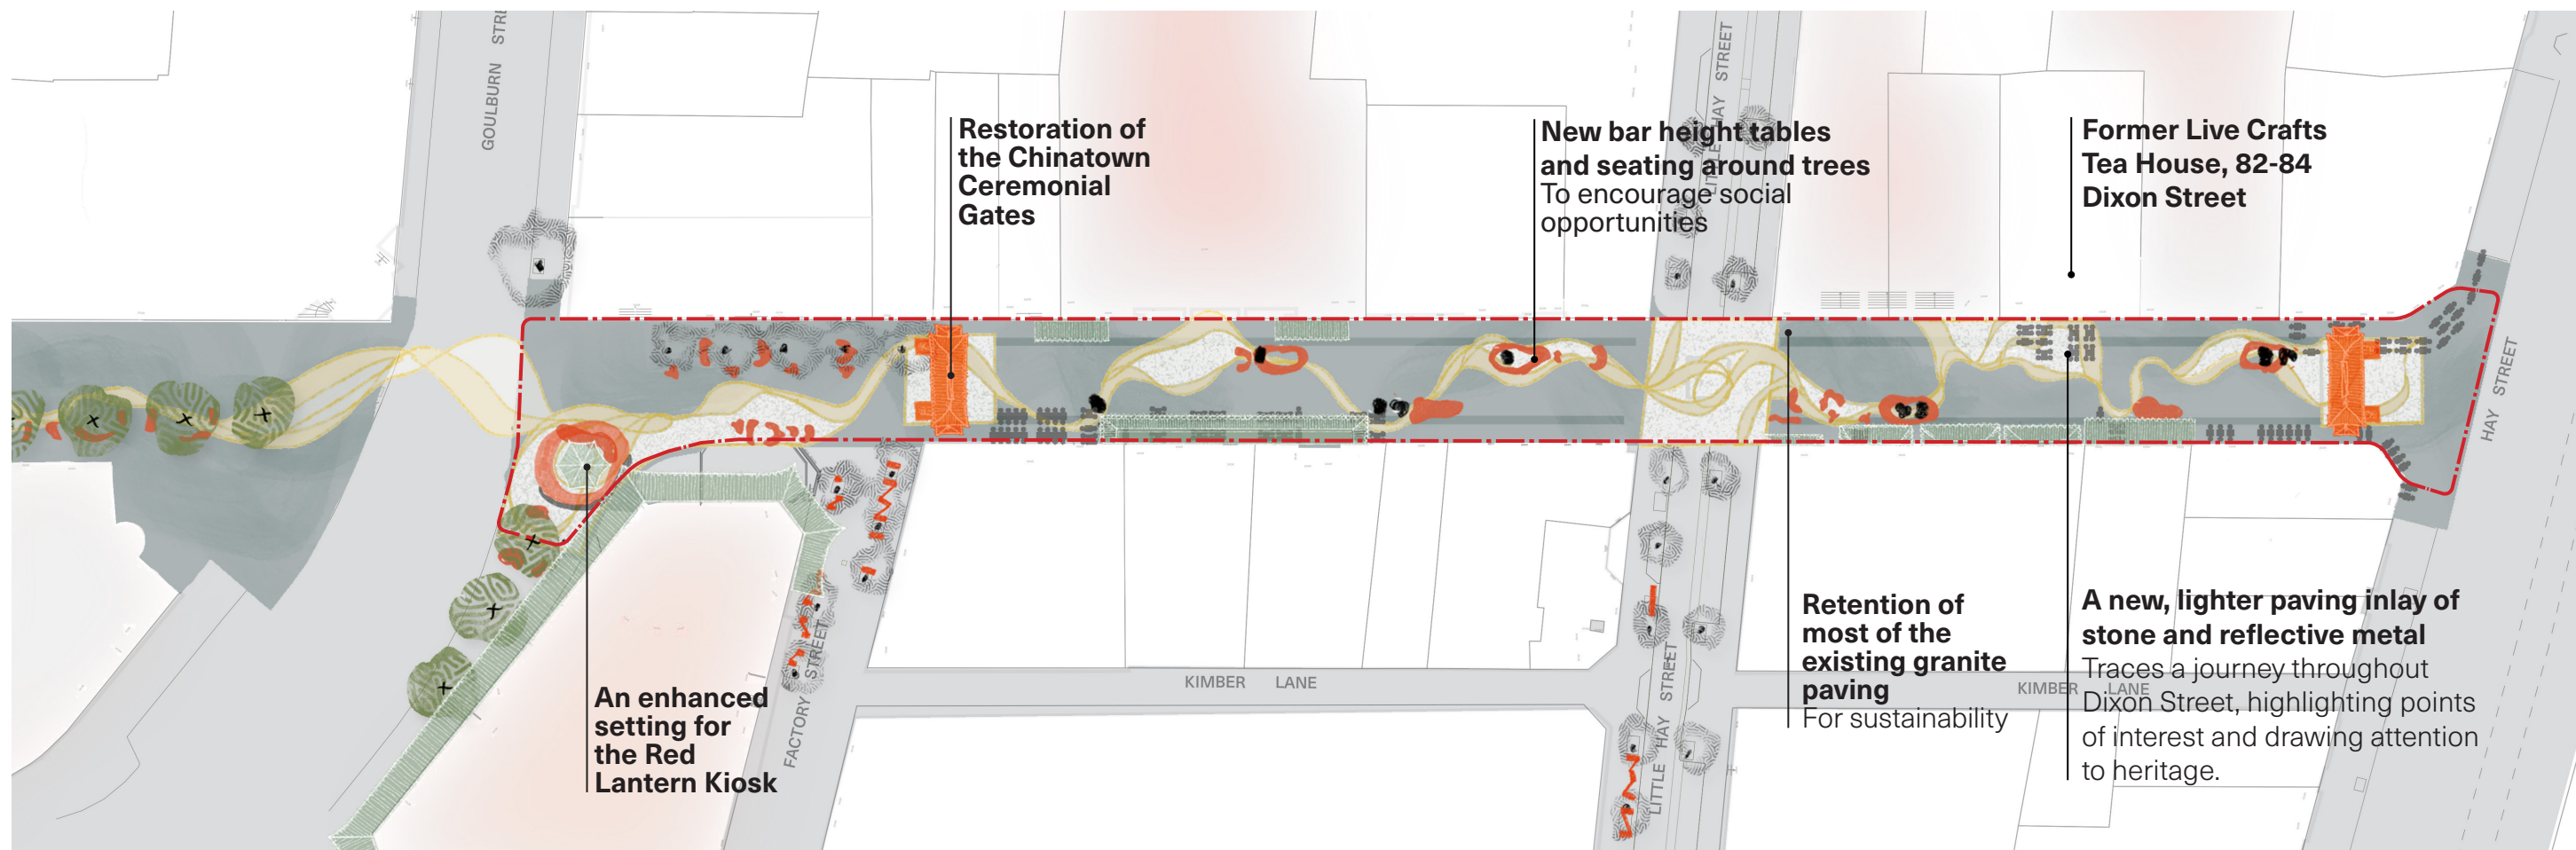 GOULBURN STRE
Restoration of
the Chinatown
Ceremonial
Gates
New bar height tables
and seating around trees
To encourage social
opportunities
LITTLE HAY STREET
Former Live Crafts
Tea House, 82-84
Dixon Street
HAY STREET
An enhanced
setting for
the Red
Lantern Kiosk
FACTORY STREET
KIMBER LANE
LITTLE HAY STREET
Retention of
most of the
existing granite
paving
For sustainability
KIMBER LANE
A new, lighter paving inlay of
stone and reflective metal
Traces a journey throughout
Dixon Street, highlighting points
of interest and drawing attention
to heritage.